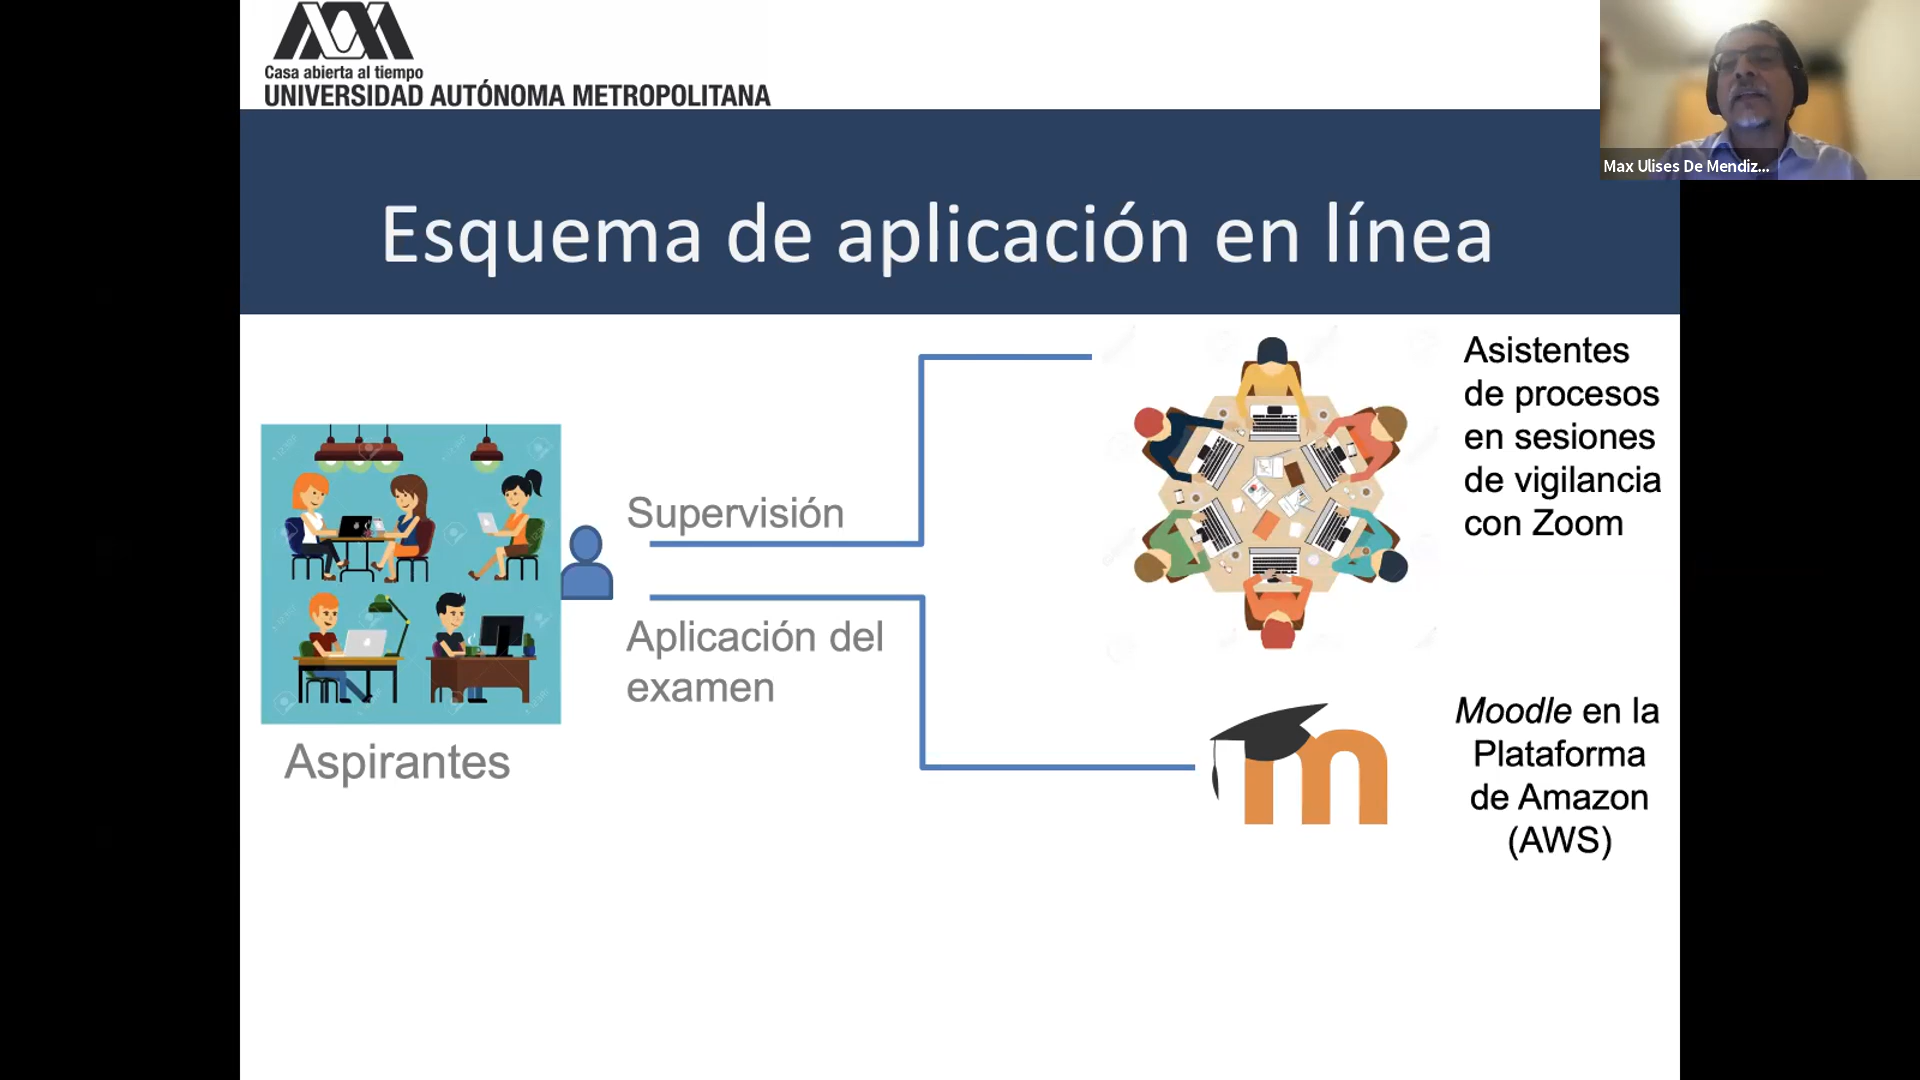 Casa abierta al tiempo
UNIVERSIDAD AUTÓNOMA METROPOLITANA
Max Ulises De Mendiz...
Esquema de aplicación en línea
Asistentes
de procesos
en sesiones
de vigilancia
con Zoom
Supervisión
Aplicación del
examen
Aspirantes
Moodle en la
Plataforma
de Amazon
(AWS)